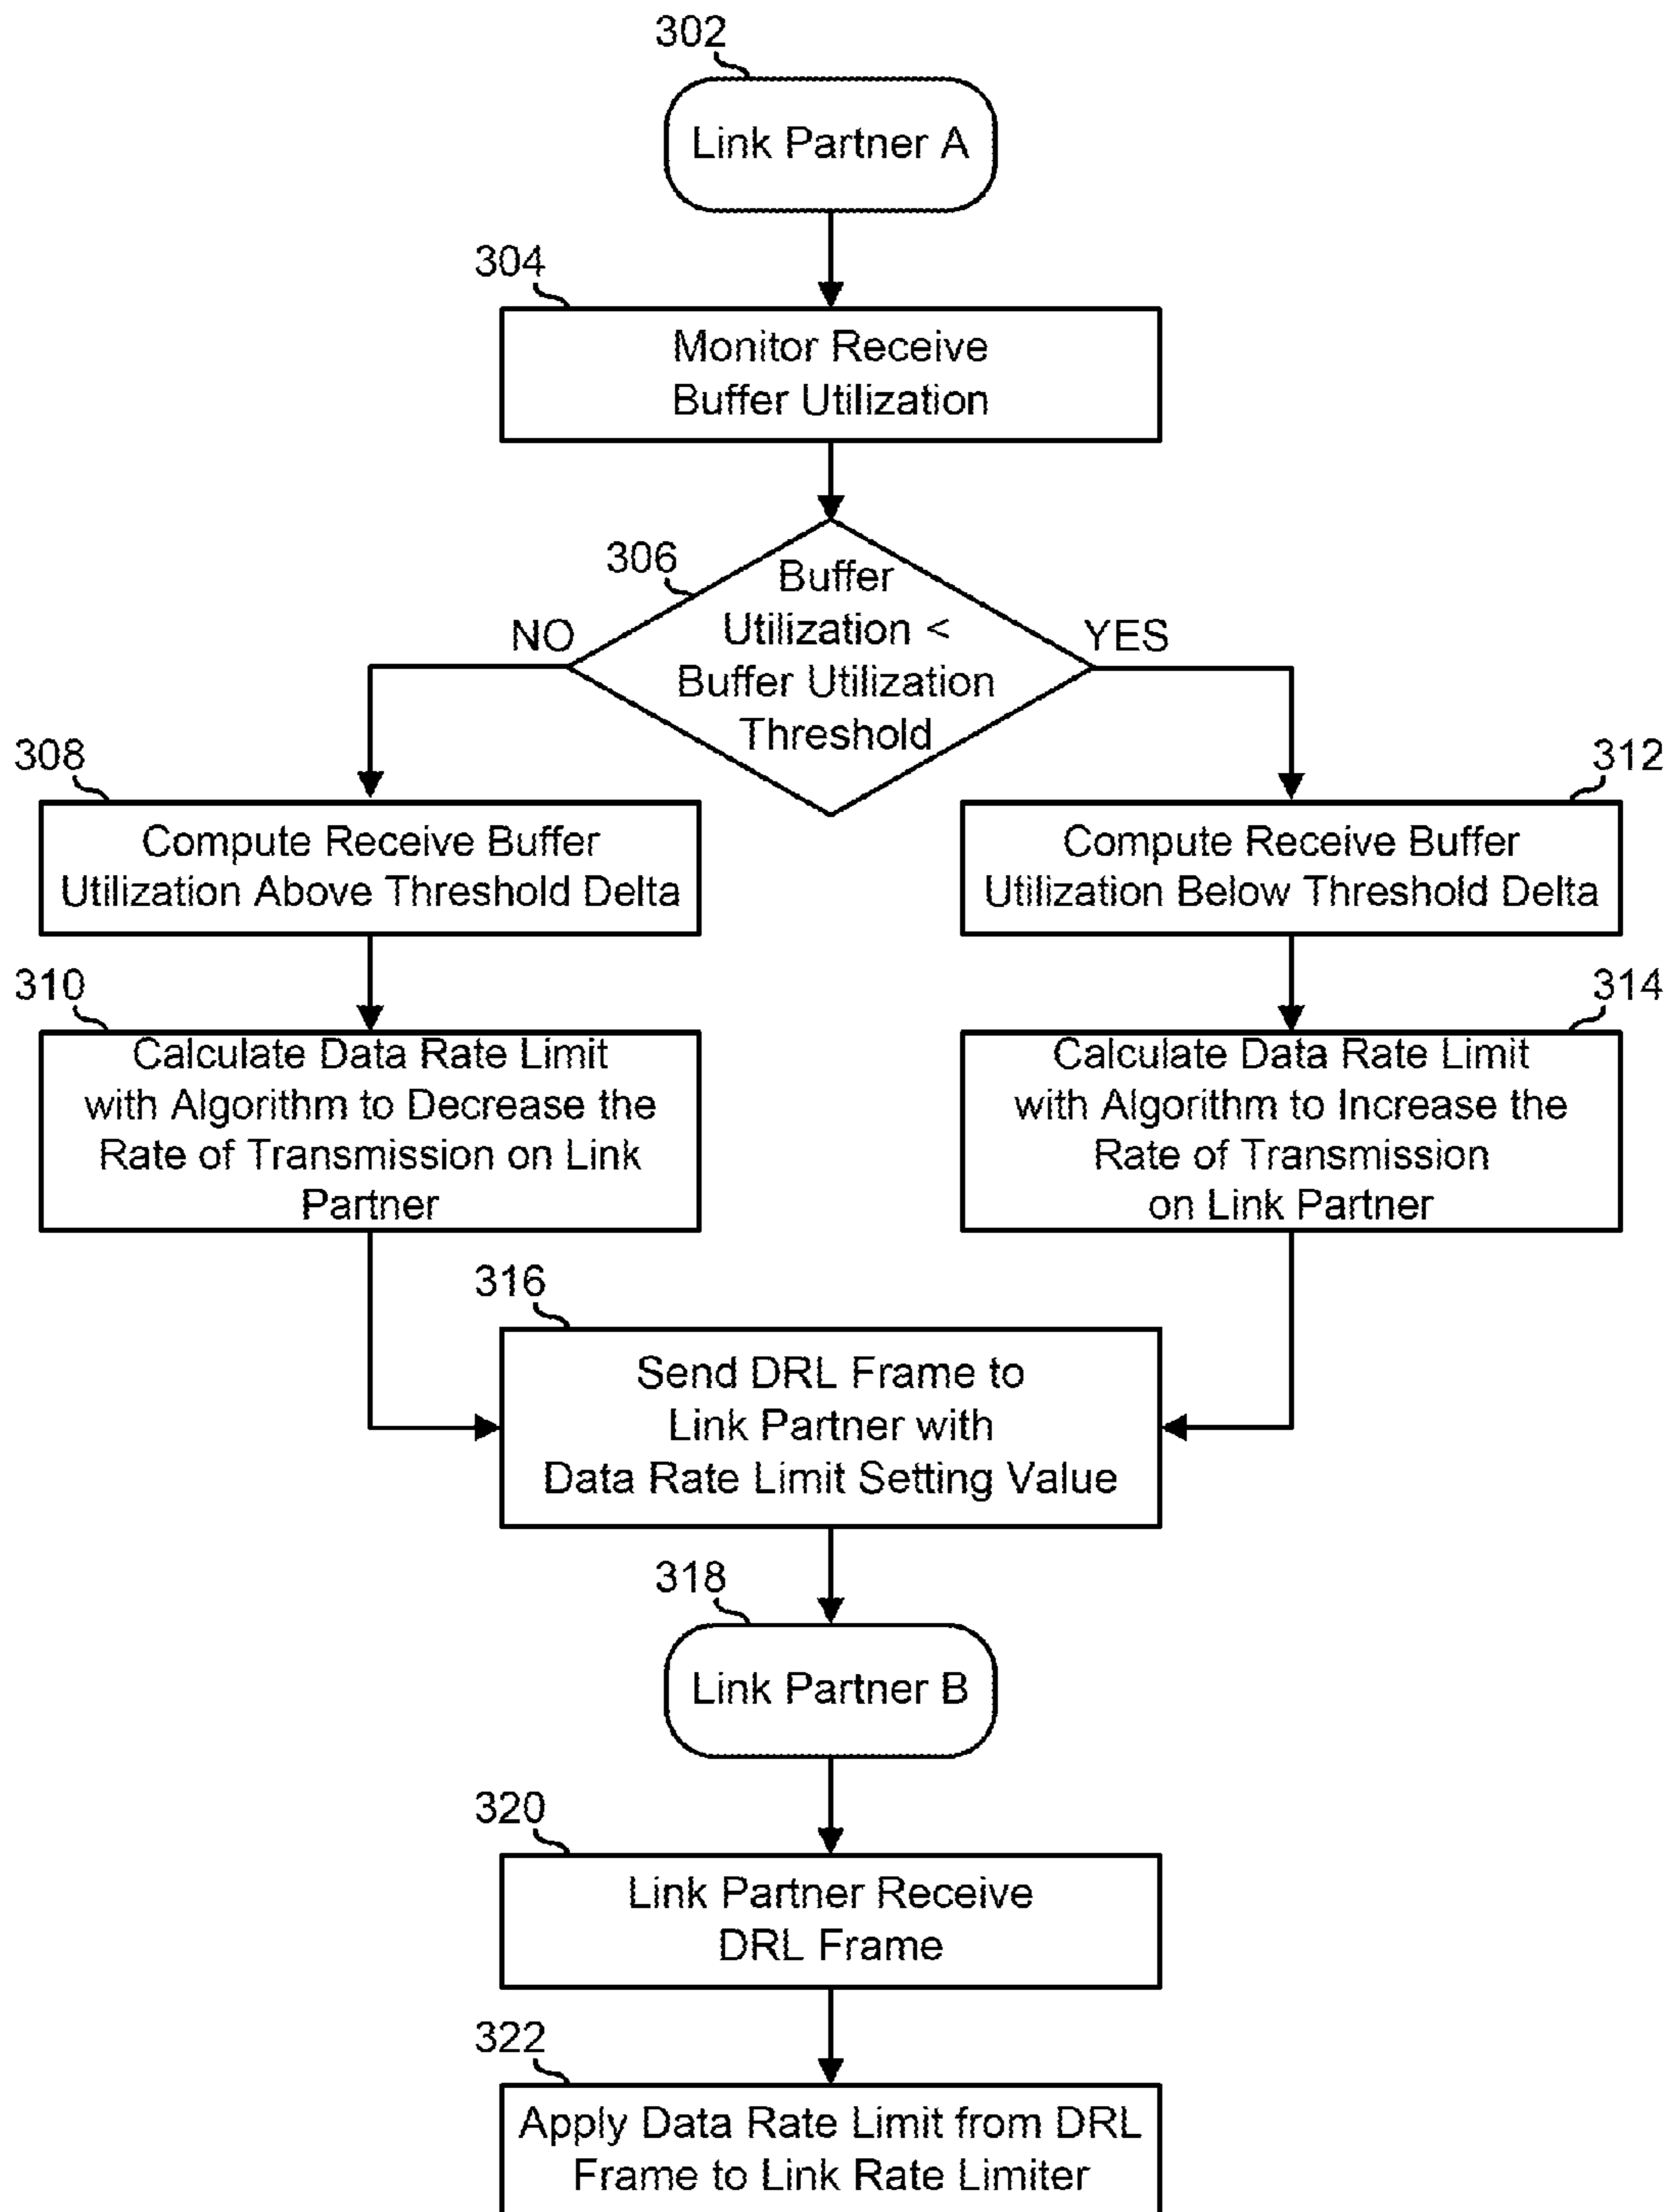 302
Link Partner A
304
Monitor Receive
Buffer Utilization
306
Buffer
Utilization <
Buffer Utilization
Threshold
NO
YES
308
Compute Receive Buffer
Utilization Above Threshold Delta
312
Compute Receive Buffer
Utilization Below Threshold Delta
310
Calculate Data Rate Limit
with Algorithm to Decrease the
Rate of Transmission on Link
Partner
314
Calculate Data Rate Limit
with Algorithm to Increase the
Rate of Transmission
on Link Partner
316
Send DRL Frame to
Link Partner with
Data Rate Limit Setting Value
318
Link Partner B
320
Link Partner Receive
DRL Frame
322
Apply Data Rate Limit from DRL
Frame to Link Rate Limiter